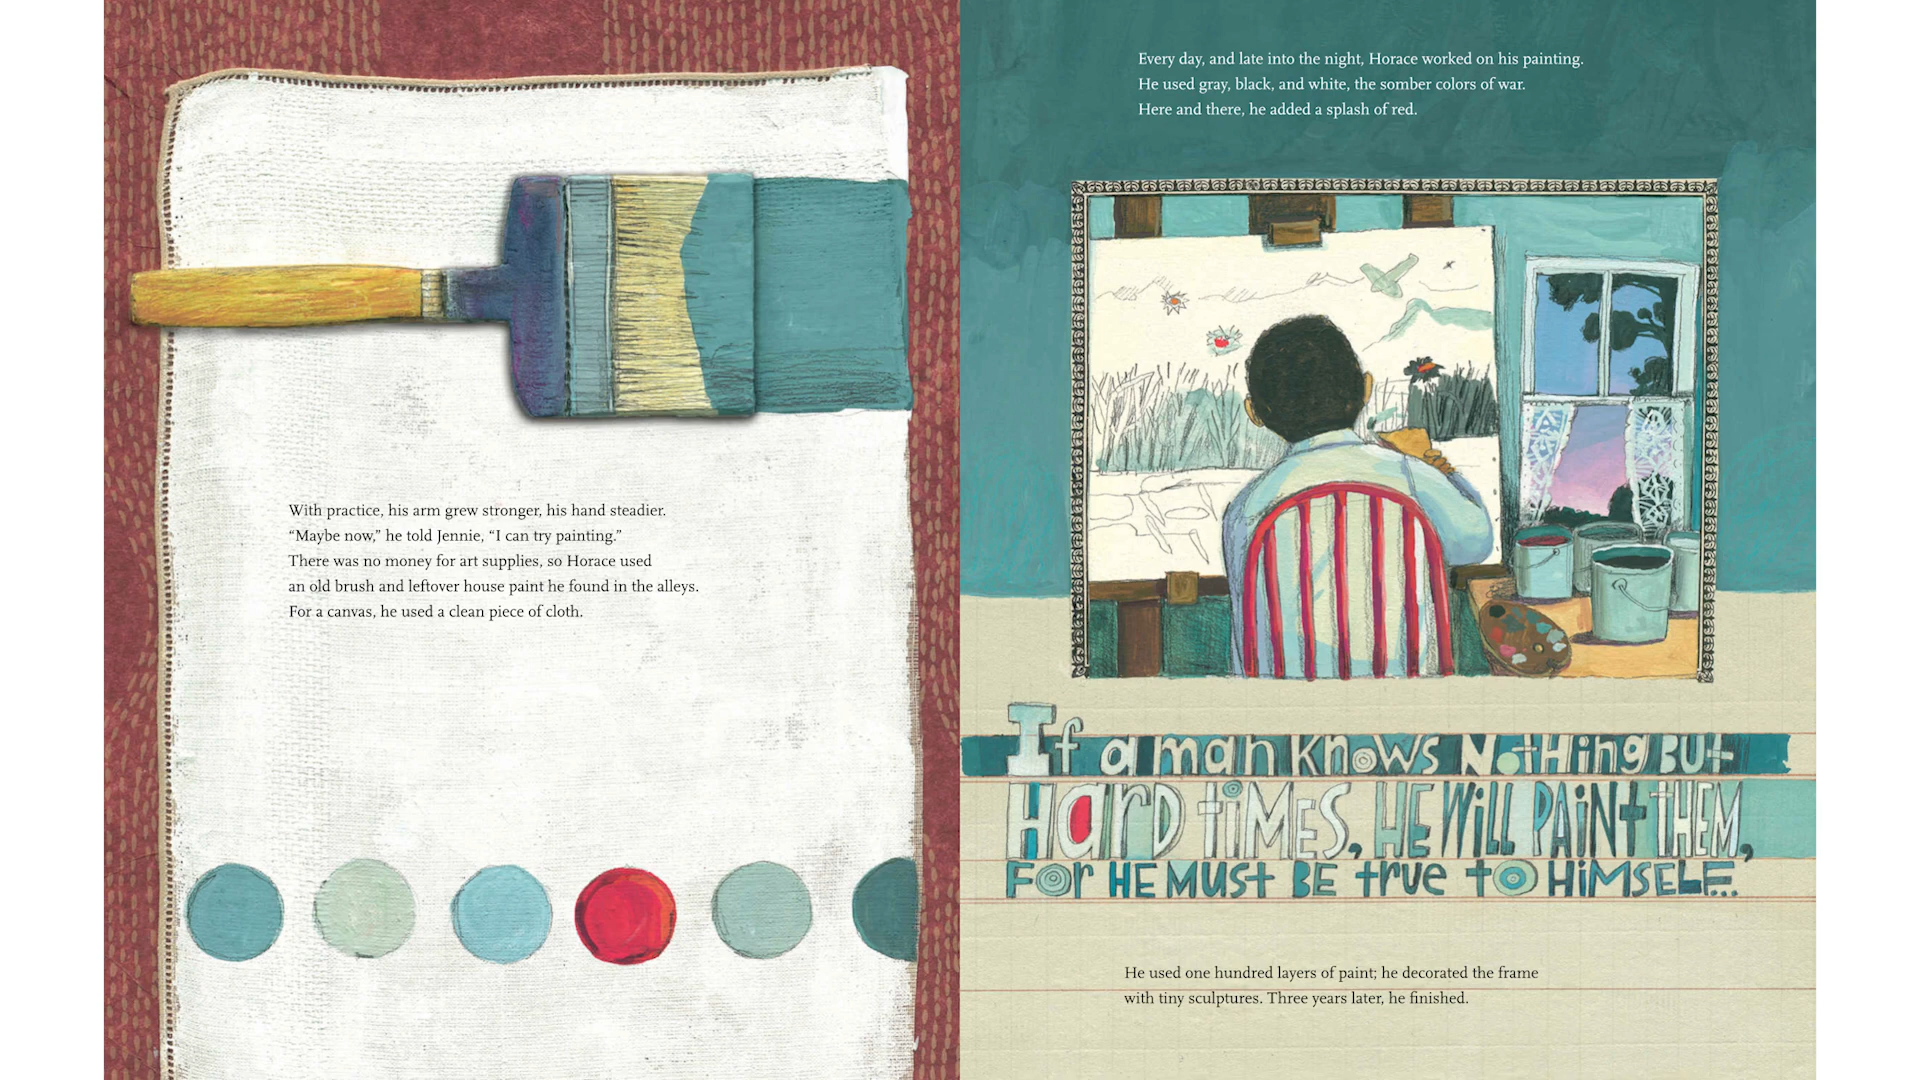 With practice, his arm grew stronger, his hand steadier.
“Maybe now,” he told Jennie, “I can try painting.”
There was no money for art supplies, so Horace used
an old brush and leftover house paint he found in the alleys.
For a canvas, he used a clean piece of cloth.
Every day, and late into the night, Horace worked on his painting.
He used gray, black, and white, the somber colors of war.
Here and there, he added a splash of red.
If a man knows NotHing BUt
HarD tiMES, HE WiLL PAiNt tHEM,
For HE MUSt BE true to HiMSELF...
He used one hundred layers of paint; he decorated the frame
with tiny sculptures. Three years later, he finished.